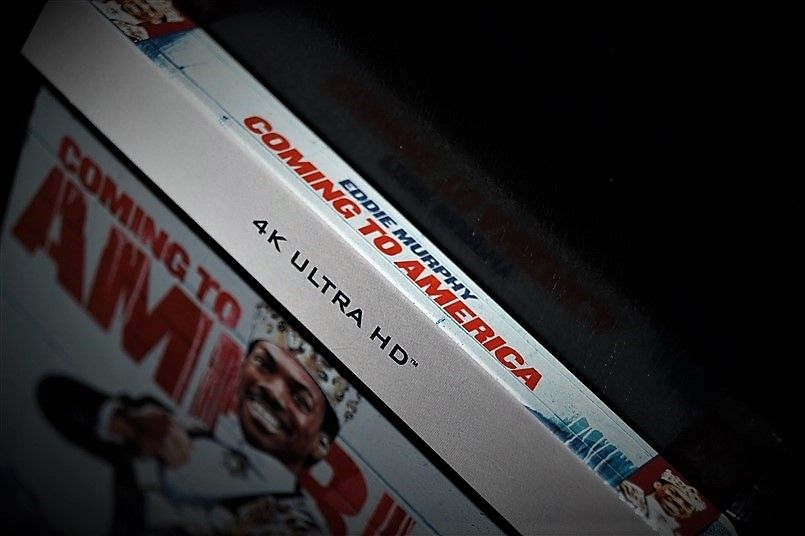 EDDIE MURPHY
COMING TO AMERICA
4K ULTRA HD™
COMING TO
AM